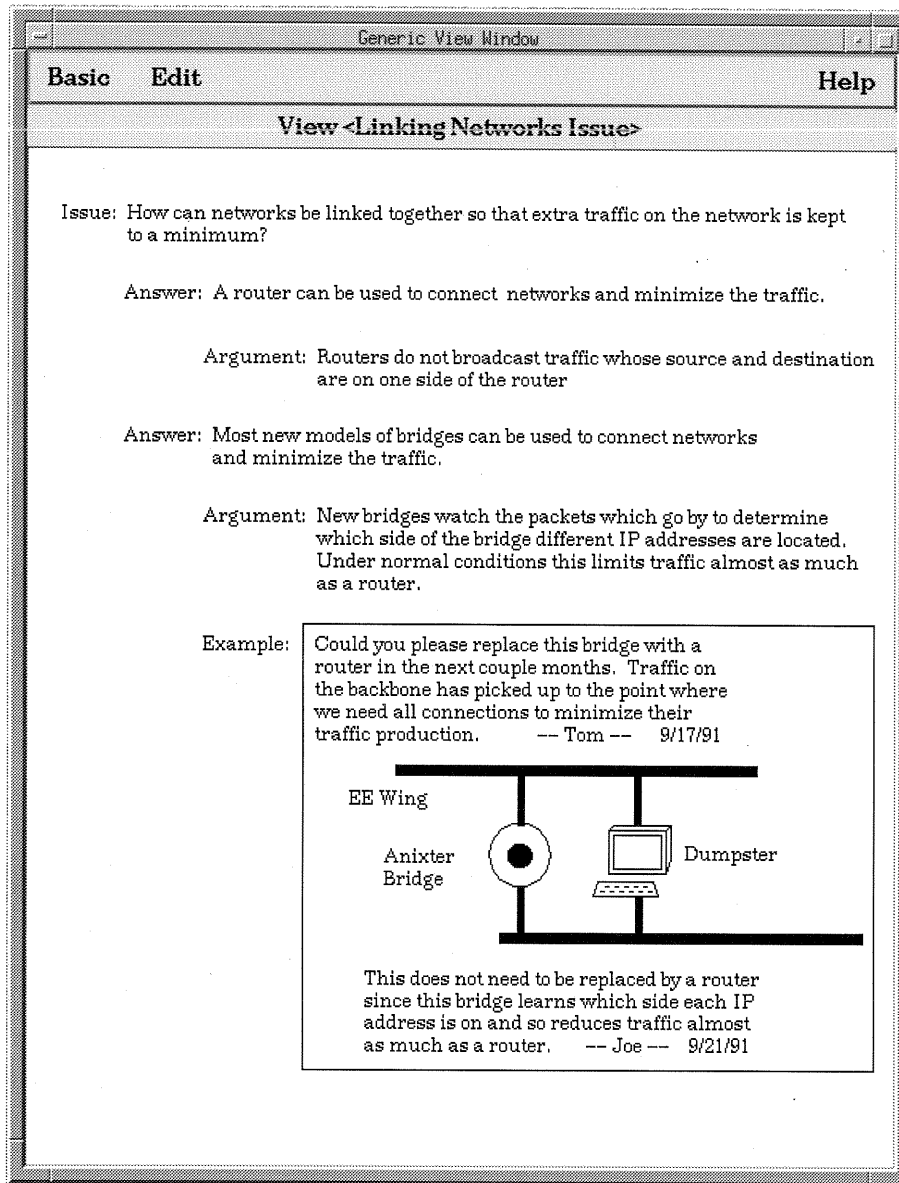 Generic View Window
Basic Edit Help
View <Linking Networks Issue>
Issue: How can networks be linked together so that extra traffic on the network is kept
to a minimum?
Answer: A router can be used to connect networks and minimize the traffic.
Argument: Routers do not broadcast traffic whose source and destination
are on one side of the router
Answer: Most new models of bridges can be used to connect networks
and minimize the traffic.
Argument: New bridges watch the packets which go by to determine
which side of the bridge different IP addresses are located.
Under normal conditions this limits traffic almost as much
as a router.
Example: Could you please replace this bridge with a
router in the next couple months. Traffic on
the backbone has picked up to the point where
we need all connections to minimize their
traffic production. -- Tom -- 9/17/91
EE Wing
Anixter
Bridge
Dumpster
This does not need to be replaced by a router
since this bridge learns which side each IP
address is on and so reduces traffic almost
as much as a router. -- Joe -- 9/21/91